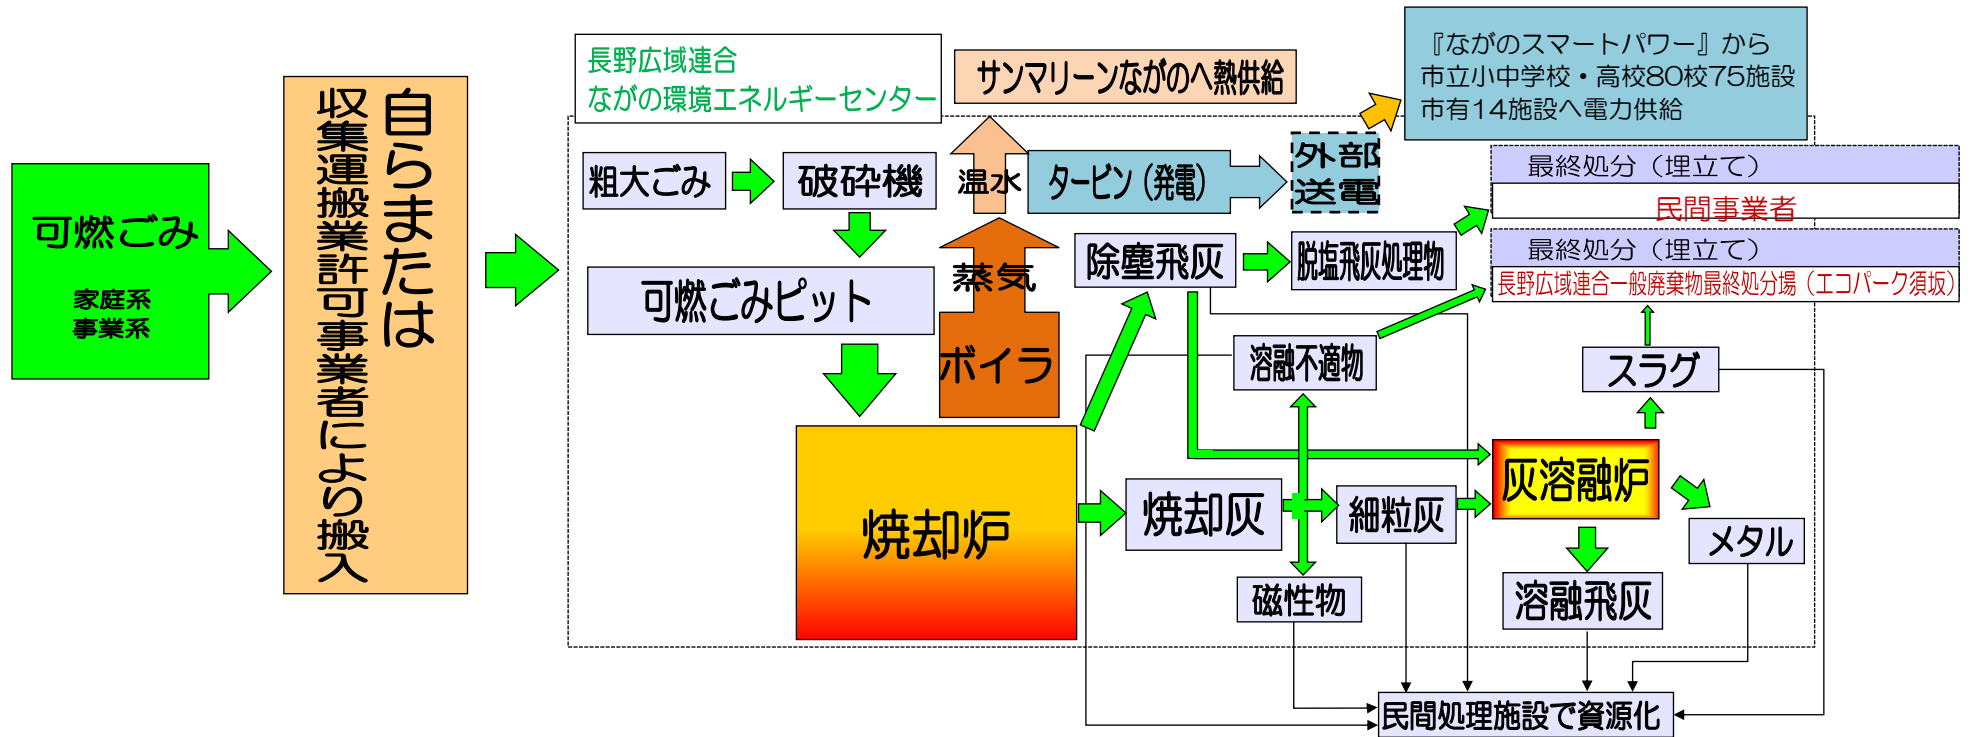 可燃ごみ
家庭系
事業系
自らまたは
収集運搬業許可事業者により搬入
長野広域連合
ながの環境エネルギーセンター
サンマリーンながのへ熱供給
『ながのスマートパワー』から
市立小中学校・高校80校75施設
市有14施設へ電力供給
粗大ごみ
破砕機
温水
タービン（発電）
外部
送電
最終処分（埋立て）
民間事業者
可燃ごみピット
蒸気
ボイラ
除塵飛灰
脱塩飛灰処理物
最終処分（埋立て）
長野広域連合一般廃棄物最終処分場（エコパーク須坂）
溶融不適物
スラグ
焼却炉
焼却灰
細粒灰
灰溶融炉
メタル
磁性物
溶融飛灰
民間処理施設で資源化